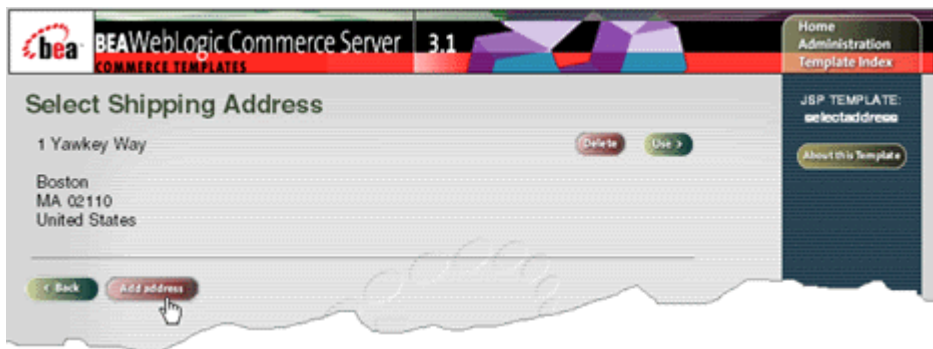 bea BEAWebLogic Commerce Server 3.1
COMMERCE TEMPLATES
Home
Administration
Template Index
Select Shipping Address
JSP TEMPLATE:
selectaddress
1 Yawkey Way
Delete
Use >
About this Template
Boston
MA 02110
United States
< Back
Add address